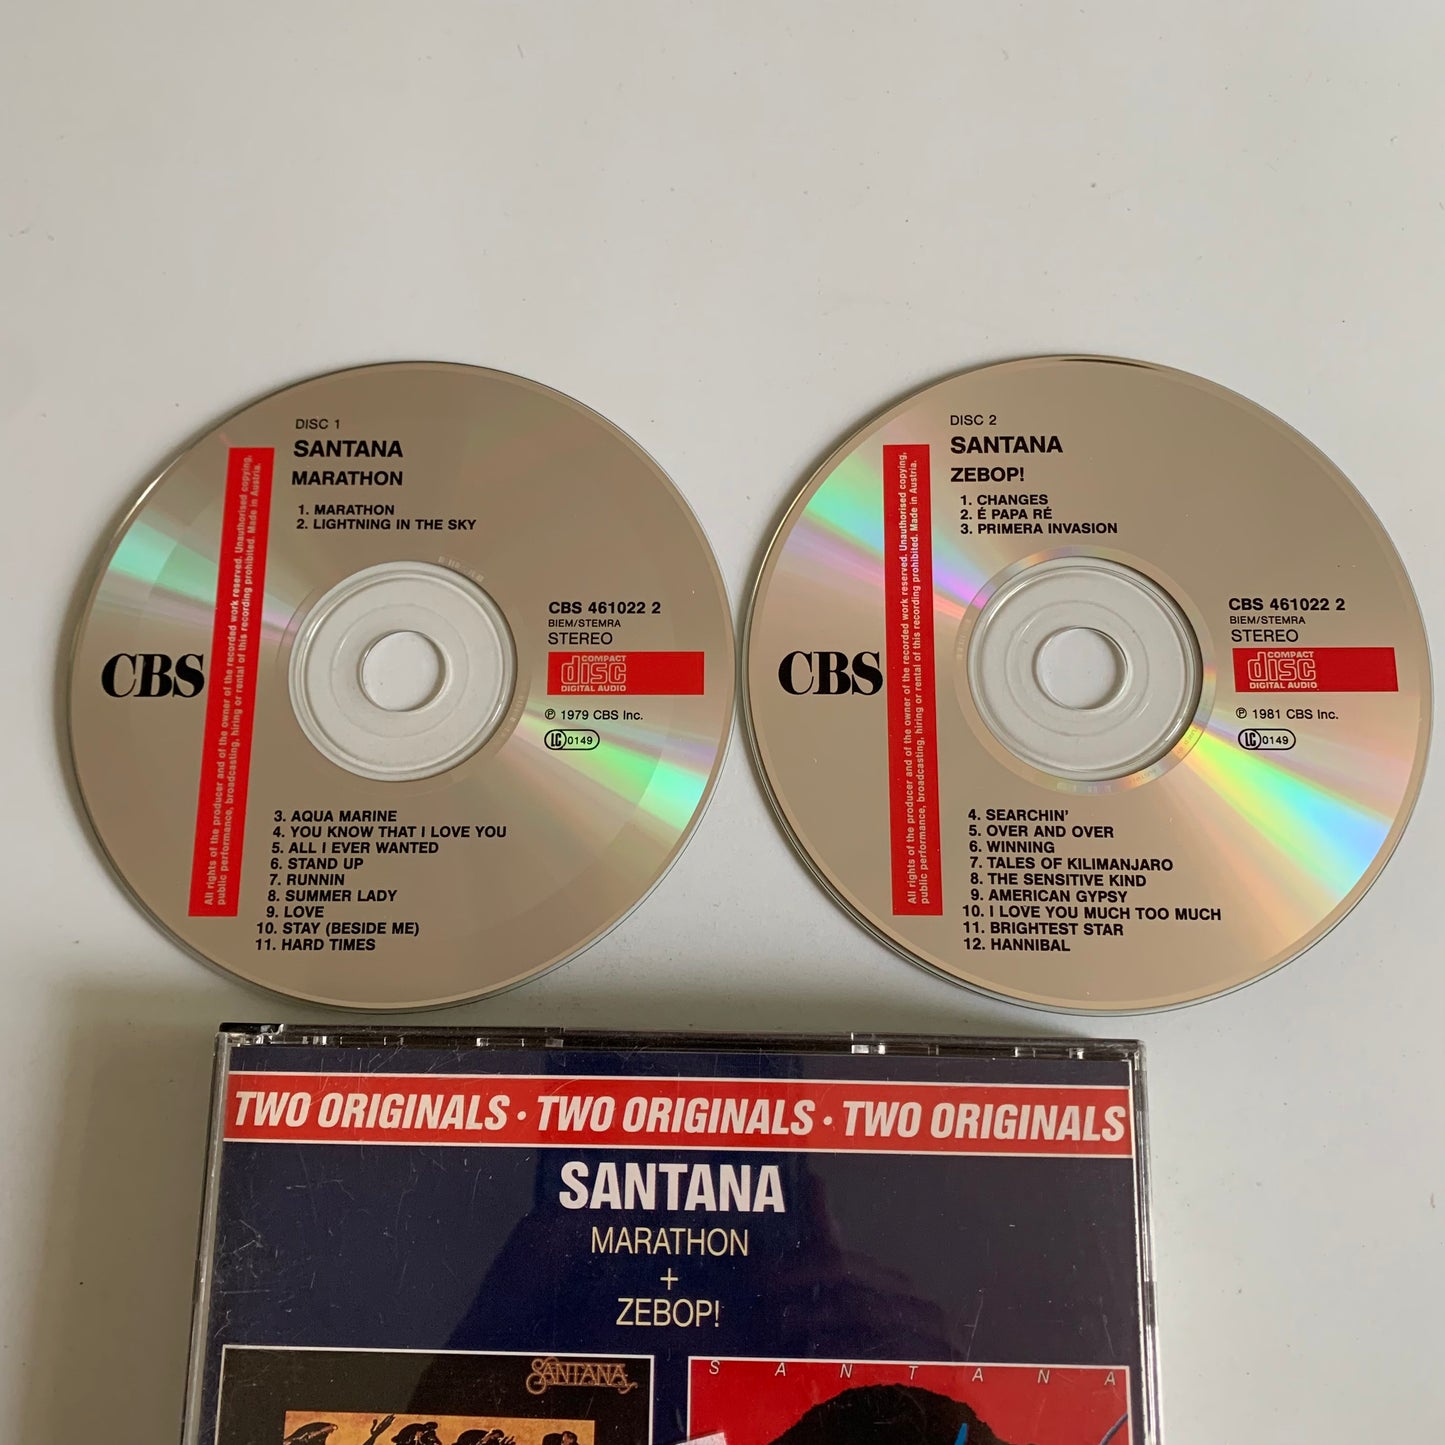 DISC 1
SANTANA
MARATHON
1. MARATHON
2. LIGHTNING IN THE SKY
CBS
All rights of the producer and of the owner of the recorded work reserved. Unauthorised copying,
public performance, broadcasting, hiring or rental of this recording prohibited. Made in Austria.
CBS 461022 2
BIEM/STEMRA
STEREO
COMPACT
disc
DIGITAL AUDIO
℗ 1979 CBS Inc.
LC 0149
3. AQUA MARINE
4. YOU KNOW THAT I LOVE YOU
5. ALL I EVER WANTED
6. STAND UP
7. RUNNIN
8. SUMMER LADY
9. LOVE
10. STAY (BESIDE ME)
11. HARD TIMES
DISC 2
SANTANA
ZEBOP!
1. CHANGES
2. É PAPA RÉ
3. PRIMERA INVASION
CBS
All rights of the producer and of the owner of the recorded work reserved. Unauthorised copying,
public performance, broadcasting, hiring or rental of this recording prohibited. Made in Austria.
CBS 461022 2
BIEM/STEMRA
STEREO
COMPACT
disc
DIGITAL AUDIO
℗ 1981 CBS Inc.
LC 0149
4. SEARCHIN'
5. OVER AND OVER
6. WINNING
7. TALES OF KILIMANJARO
8. THE SENSITIVE KIND
9. AMERICAN GYPSY
10. I LOVE YOU MUCH TOO MUCH
11. BRIGHTEST STAR
12. HANNIBAL
TWO ORIGINALS · TWO ORIGINALS · TWO ORIGINALS
SANTANA
MARATHON
+
ZEBOP!
SANTANA
SANTANA